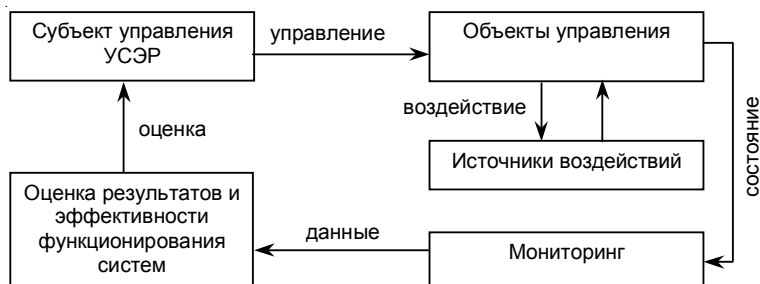 Субъект управления
УСЭР
управление
Объекты управления
воздействие
оценка
Источники воздействий
состояние
Оценка результатов и
эффективности
функционирования
систем
данные
Мониторинг